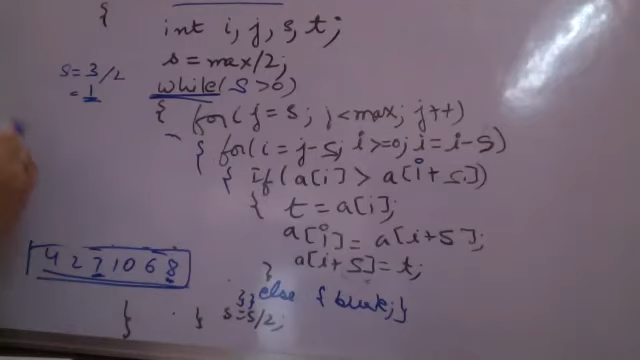 {
int i, j, s, t;
s = max/2;
s = 3/2
= 1
while(s>0)
{ for(j=s; j<max; j++)
{ for(i=j-s; i>=0; i=i-s)
{ if(a[i] > a[i+s])
{ t=a[i];
a[i]=a[i+s];
a[i+s]=t;
}
4 2 7 10 6 8
}} else {break;}
} s=s/2;
}